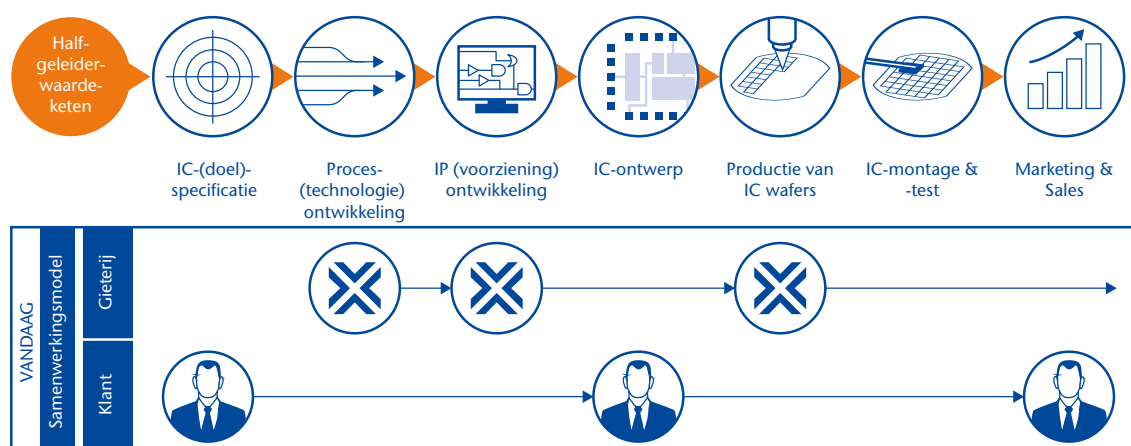 Half-
geleider-
waarde-
keten
IC-(doel)-
specificatie
Proces-
(technologie)
ontwikkeling
IP (voorziening)
ontwikkeling
IC-ontwerp
Productie van
IC wafers
IC-montage &
-test
Marketing &
Sales
VANDAAG
Samenwerkingsmodel
Gieterij
Klant